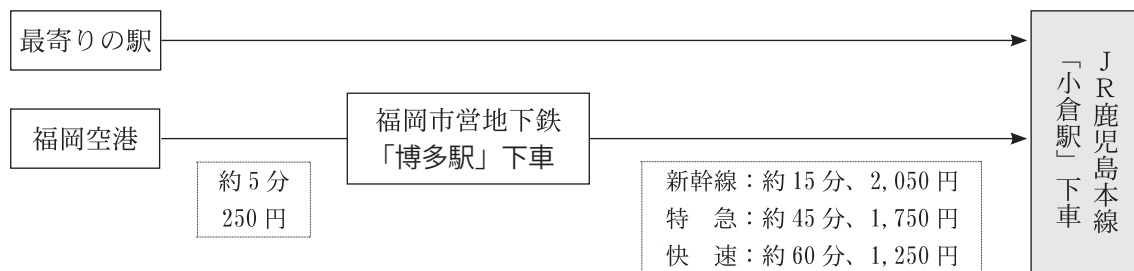 最寄りの駅
福岡空港
約5分
250円
福岡市営地下鉄
「博多駅」下車
新幹線：約15分、2,050円
特　急：約45分、1,750円
快　速：約60分、1,250円
ＪＲ鹿児島本線
「小倉駅」下車